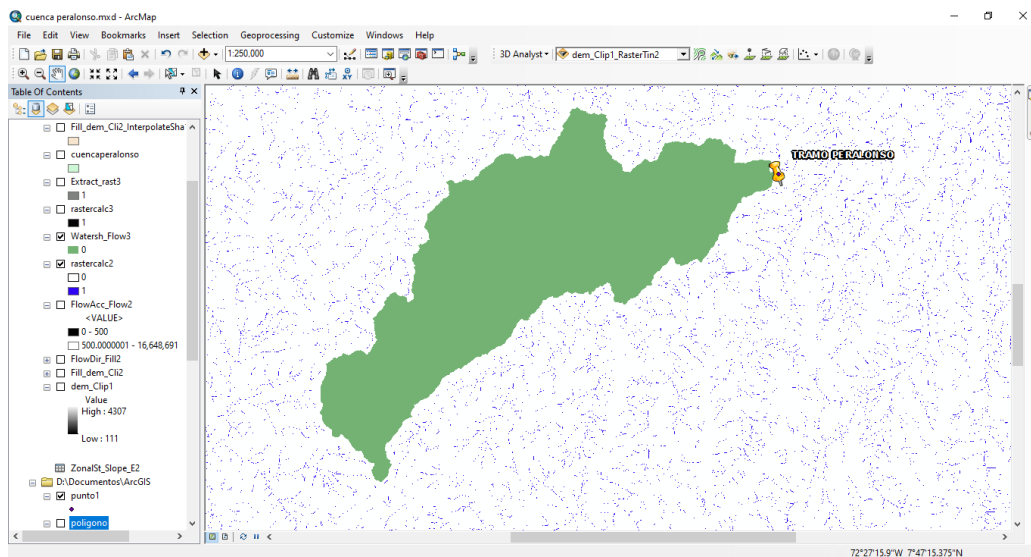 cuenca peralonso.mxd - ArcMap
File Edit View Bookmarks Insert Selection Geoprocessing Customize Windows Help
1:250,000
3D Analyst
dem_Clip1_RasterTin2
Table Of Contents
Fill_dem_Cli2_InterpolateSha
cuencaperalonso
Extract_rast3
1
rastercalc3
1
Watersh_Flow3
0
rastercalc2
0
1
FlowAcc_Flow2
<VALUE>
0 - 500
500.0000001 - 16,648,691
FlowDir_Fill2
Fill_dem_Cli2
dem_Clip1
Value
High : 4307
Low : 111
ZonalSt_Slope_E2
D:\Documentos\ArcGIS
punto1
poligono
TRAMO PERALONSO
72°27'15.9"W 7°47'15.375"N